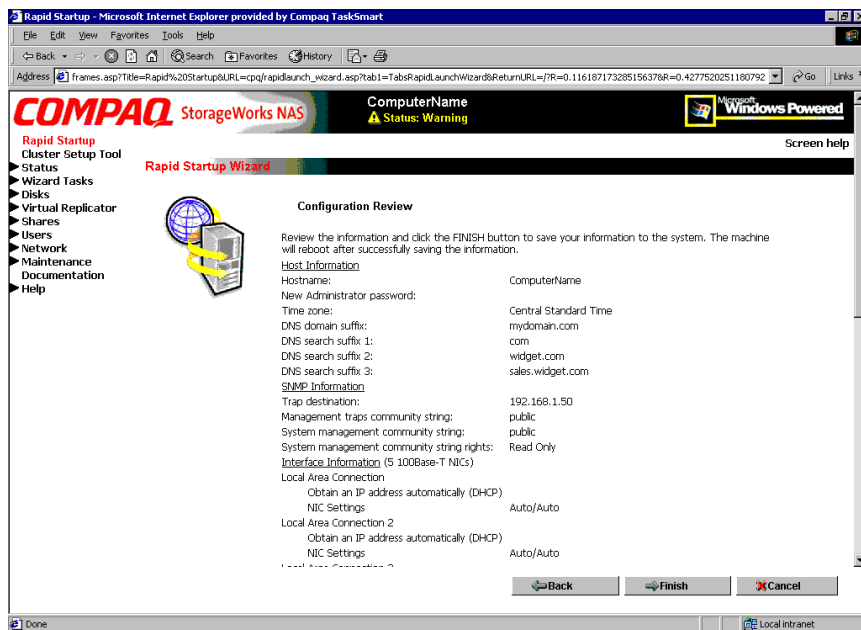 Rapid Startup - Microsoft Internet Explorer provided by Compaq TaskSmart
File Edit View Favorites Tools Help
Back Search Favorites History
Address frames.asp?Title=Rapid%20Startup&URL=cpq/rapidlaunch_wizard.asp?tab1=TabsRapidLaunchWizard&ReturnURL=/?R=0.116187173285156378&R=0.4277520251180792 Go Links
COMPAQ StorageWorks NAS
ComputerName
Status: Warning
Microsoft
Windows Powered
Screen help
Rapid Startup
Cluster Setup Tool
Status
Wizard Tasks
Disks
Virtual Replicator
Shares
Users
Network
Maintenance
Documentation
Help
Rapid Startup Wizard
Configuration Review
Review the information and click the FINISH button to save your information to the system. The machine
will reboot after successfully saving the information.
Host Information
Hostname: ComputerName
New Administrator password:
Time zone: Central Standard Time
DNS domain suffix: mydomain.com
DNS search suffix 1: com
DNS search suffix 2: widget.com
DNS search suffix 3: sales.widget.com
SNMP Information
Trap destination: 192.168.1.50
Management traps community string: public
System management community string: public
System management community string rights: Read Only
Interface Information (5 100Base-T NICs)
Local Area Connection
Obtain an IP address automatically (DHCP)
NIC Settings Auto/Auto
Local Area Connection 2
Obtain an IP address automatically (DHCP)
NIC Settings Auto/Auto
Back Finish Cancel
Done Local intranet